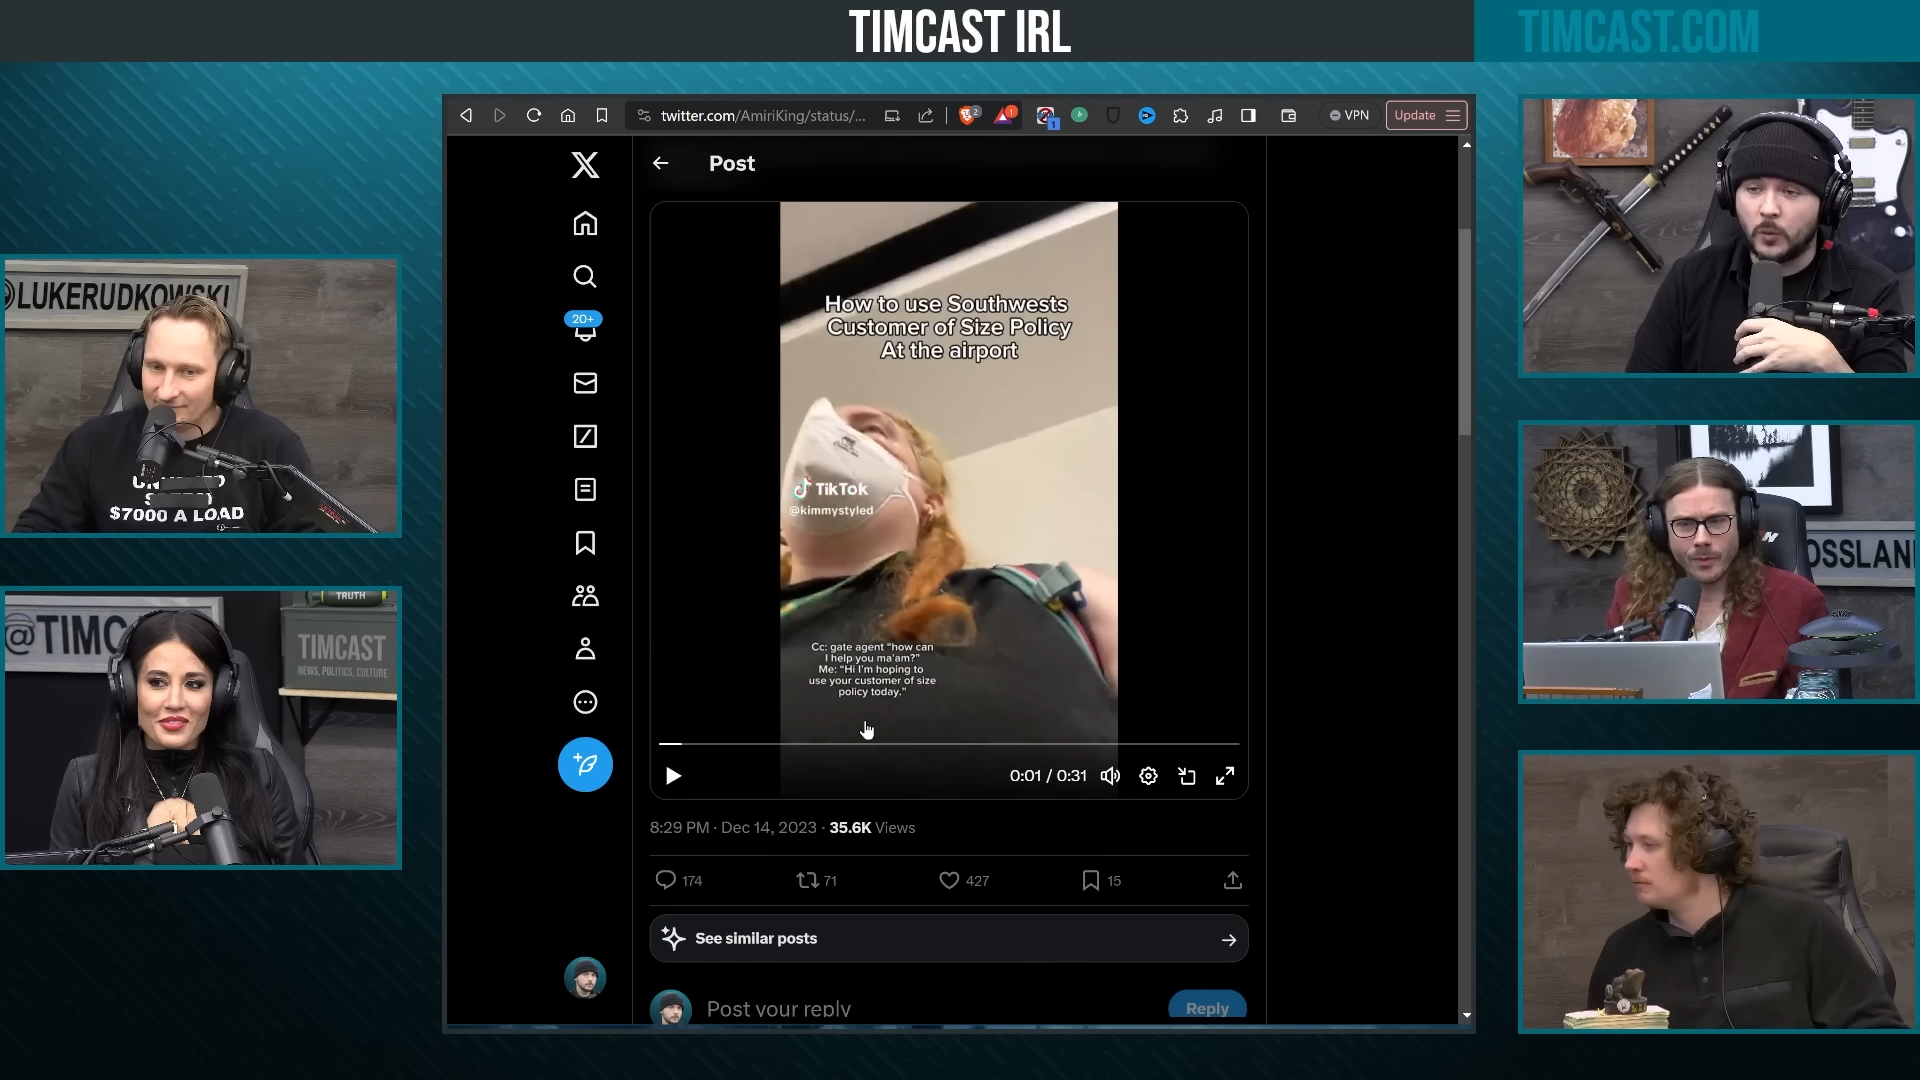 TIMCAST IRL
TIMCAST.COM
twitter.com/AmiriKing/status/...
2
1
1
VPN
Update
Post
20+
How to use Southwests
Customer of Size Policy
At the airport
TikTok
@kimmystyled
Cc: gate agent “how can
I help you ma'am?”
Me: “Hi I'm hoping to
use your customer of size
policy today.”
0:01 / 0:31
8:29 PM · Dec 14, 2023 · 35.6K Views
174
71
427
15
See similar posts
Post your reply
Reply
@LUKERUDKOWSKI
$7000 A LOAD
@TIMC
TRUTH
TIMCAST
NEWS, POLITICS, CULTURE
OSSLAN